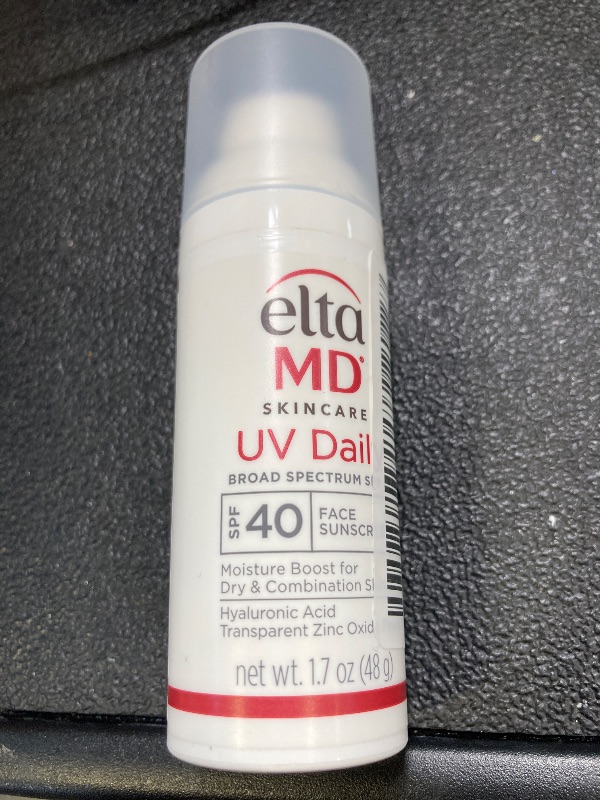 elta
MD
SKINCARE
UV Dail
BROAD SPECTRUM S
SPF 40
FACE
SUNSCR
Moisture Boost for
Dry & Combination S
Hyaluronic Acid
Transparent Zinc Oxid
net wt. 1.7 oz (48 g)